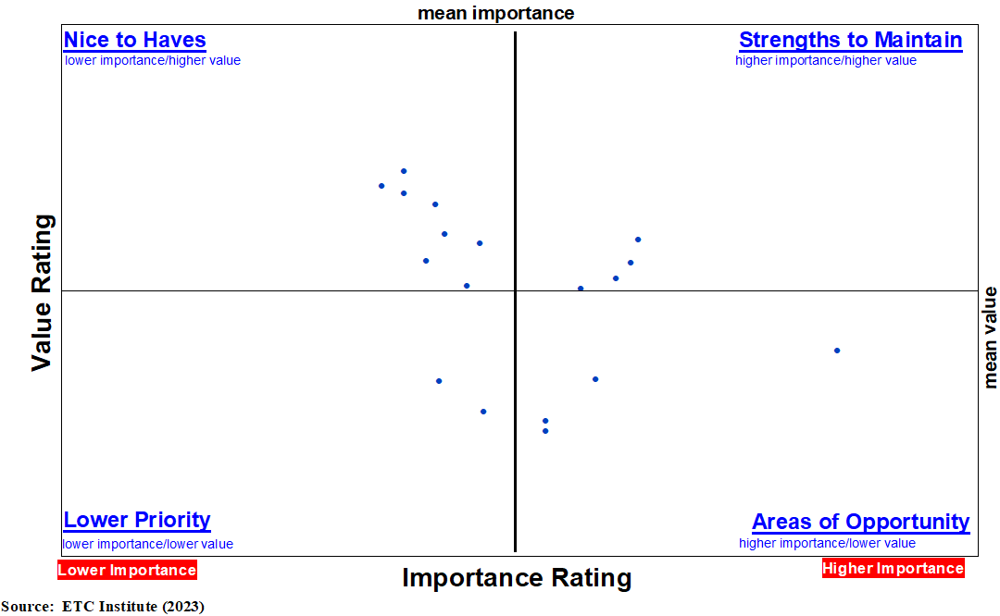 mean importance
Nice to Haves
lower importance/higher value
Strengths to Maintain
higher importance/higher value
Value Rating
mean value
Lower Priority
lower importance/lower value
Areas of Opportunity
higher importance/lower value
Lower Importance
Importance Rating
Higher Importance
Source: ETC Institute (2023)